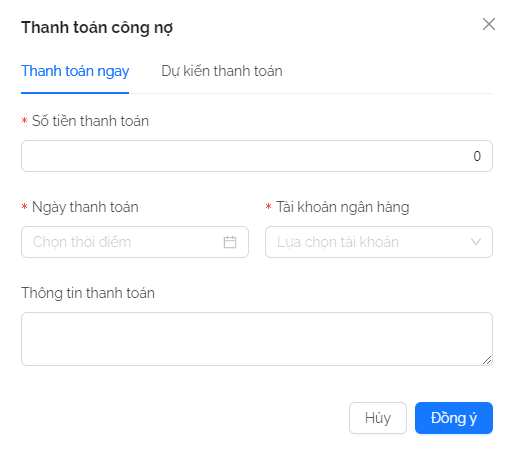 Thanh toán công nợ
Thanh toán ngay
Dự kiến thanh toán
* Số tiền thanh toán
0
* Ngày thanh toán
* Tài khoản ngân hàng
Chọn thời điểm
Lựa chọn tài khoản
Thông tin thanh toán
Hủy
Đồng ý